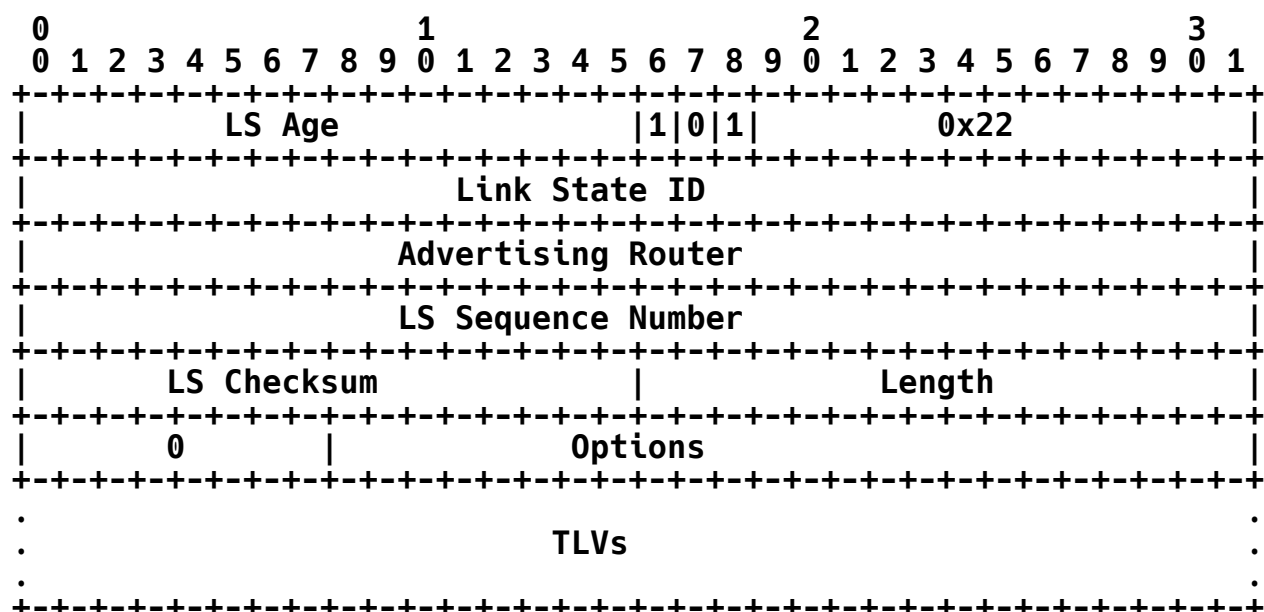 0                   1                   2                   3
 0 1 2 3 4 5 6 7 8 9 0 1 2 3 4 5 6 7 8 9 0 1 2 3 4 5 6 7 8 9 0 1
+-+-+-+-+-+-+-+-+-+-+-+-+-+-+-+-+-+-+-+-+-+-+-+-+-+-+-+-+-+-+-+-+
|          LS Age               |1|0|1|         0x22            |
+-+-+-+-+-+-+-+-+-+-+-+-+-+-+-+-+-+-+-+-+-+-+-+-+-+-+-+-+-+-+-+-+
|                      Link State ID                            |
+-+-+-+-+-+-+-+-+-+-+-+-+-+-+-+-+-+-+-+-+-+-+-+-+-+-+-+-+-+-+-+-+
|                   Advertising Router                          |
+-+-+-+-+-+-+-+-+-+-+-+-+-+-+-+-+-+-+-+-+-+-+-+-+-+-+-+-+-+-+-+-+
|                   LS Sequence Number                          |
+-+-+-+-+-+-+-+-+-+-+-+-+-+-+-+-+-+-+-+-+-+-+-+-+-+-+-+-+-+-+-+-+
|       LS Checksum             |            Length             |
+-+-+-+-+-+-+-+-+-+-+-+-+-+-+-+-+-+-+-+-+-+-+-+-+-+-+-+-+-+-+-+-+
|       0       |            Options                            |
+-+-+-+-+-+-+-+-+-+-+-+-+-+-+-+-+-+-+-+-+-+-+-+-+-+-+-+-+-+-+-+-+
.                                                               .
.                           TLVs                                .
.                                                               .
+-+-+-+-+-+-+-+-+-+-+-+-+-+-+-+-+-+-+-+-+-+-+-+-+-+-+-+-+-+-+-+-+